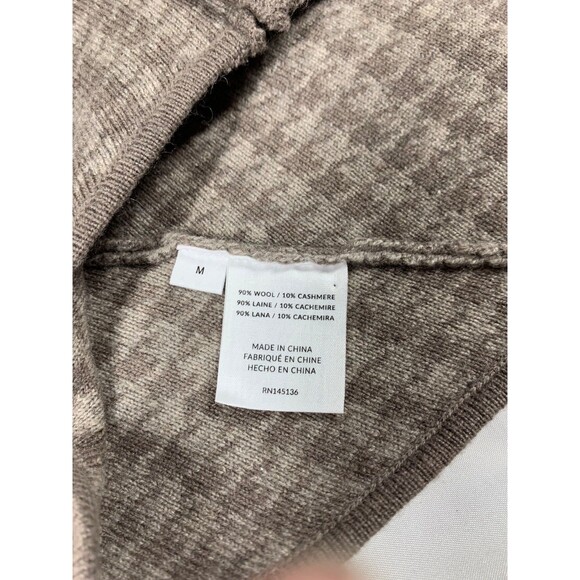 M
90% WOOL / 10% CASHMERE
90% LAINE / 10% CACHEMIRE
90% LANA / 10% CACHEMIRA
MADE IN CHINA
FABRIQUÉ EN CHINE
HECHO EN CHINA
RN145136